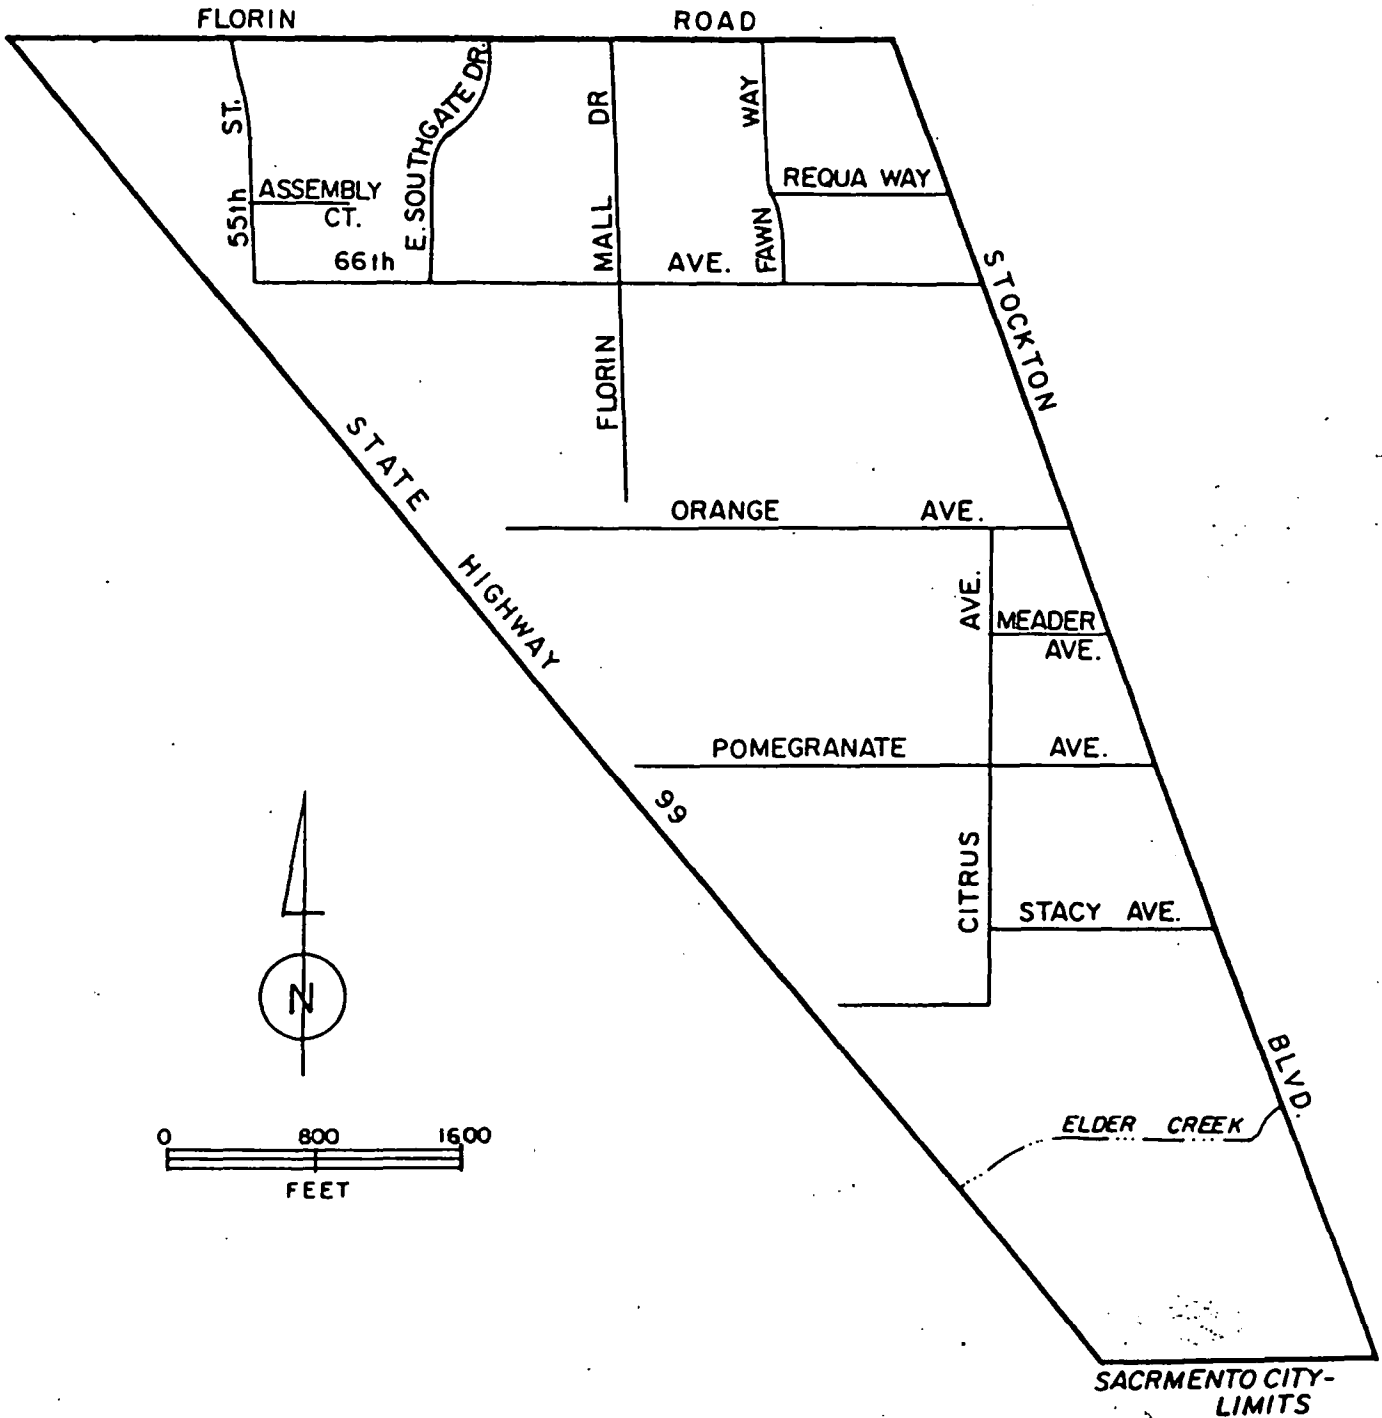 FLORIN ROAD
55th ST.
ASSEMBLY
CT.
E. SOUTHGATE DR.
FLORIN MALL DR
FAWN WAY
REQUA WAY
66th AVE.
STOCKTON BLVD.
STATE HIGHWAY 99
ORANGE AVE.
CITRUS AVE.
MEADER
AVE.
POMEGRANATE AVE.
STACY AVE.
N
0 800 1600
FEET
ELDER CREEK
SACRMENTO CITY-
LIMITS